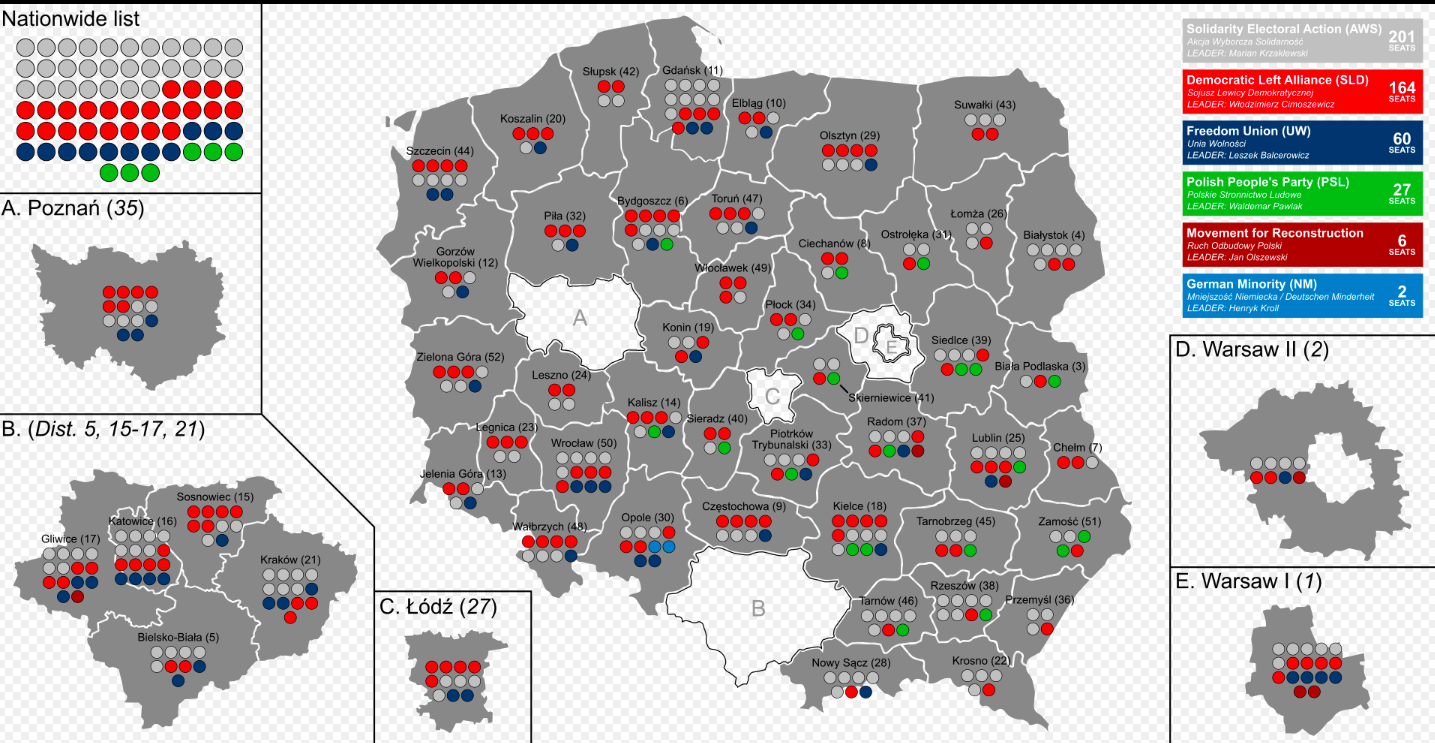 Nationwide list
A. Poznań (35)
B. (Dist. 5, 15-17, 21)
Sosnowiec (15)
Katowice (16)
Gliwice (17)
Kraków (21)
Bielsko-Biała (5)
C. Łódź (27)
Słupsk (42)
Gdańsk (11)
Elbląg (10)
Koszalin (20)
Suwałki (43)
Olsztyn (29)
Szczecin (44)
Bydgoszcz (6)
Toruń (47)
Piła (32)
Łomża (26)
Ostrołęka (31)
Białystok (4)
Ciechanów (8)
Gorzów
Wielkopolski (12)
Włocławek (49)
Płock (34)
A
Konin (19)
D
E
Siedlce (39)
Zielona Góra (52)
Biała Podlaska (3)
Leszno (24)
C
Skierniewice (41)
Kalisz (14)
Sieradz (40)
Radom (37)
Legnica (23)
Piotrków
Trybunalski (33)
Wrocław (50)
Lublin (25)
Chełm (7)
Jelenia Góra (13)
Częstochowa (9)
Kielce (18)
Opole (30)
Wałbrzych (48)
Tarnobrzeg (45)
Zamość (51)
B
Rzeszów (38)
Tarnów (46)
Przemyśl (36)
Nowy Sącz (28)
Krosno (22)
Solidarity Electoral Action (AWS)
Akcja Wyborcza Solidarność
LEADER: Marian Krzaklewski
201
SEATS
Democratic Left Alliance (SLD)
Sojusz Lewicy Demokratycznej
LEADER: Włodzimierz Cimoszewicz
164
SEATS
Freedom Union (UW)
Unia Wolności
LEADER: Leszek Balcerowicz
60
SEATS
Polish People's Party (PSL)
Polskie Stronnictwo Ludowe
LEADER: Waldemar Pawlak
27
SEATS
Movement for Reconstruction
Ruch Odbudowy Polski
LEADER: Jan Olszewski
6
SEATS
German Minority (NM)
Mniejszość Niemiecka / Deutschen Minderheit
LEADER: Henryk Kroll
2
SEATS
D. Warsaw II (2)
E. Warsaw I (1)